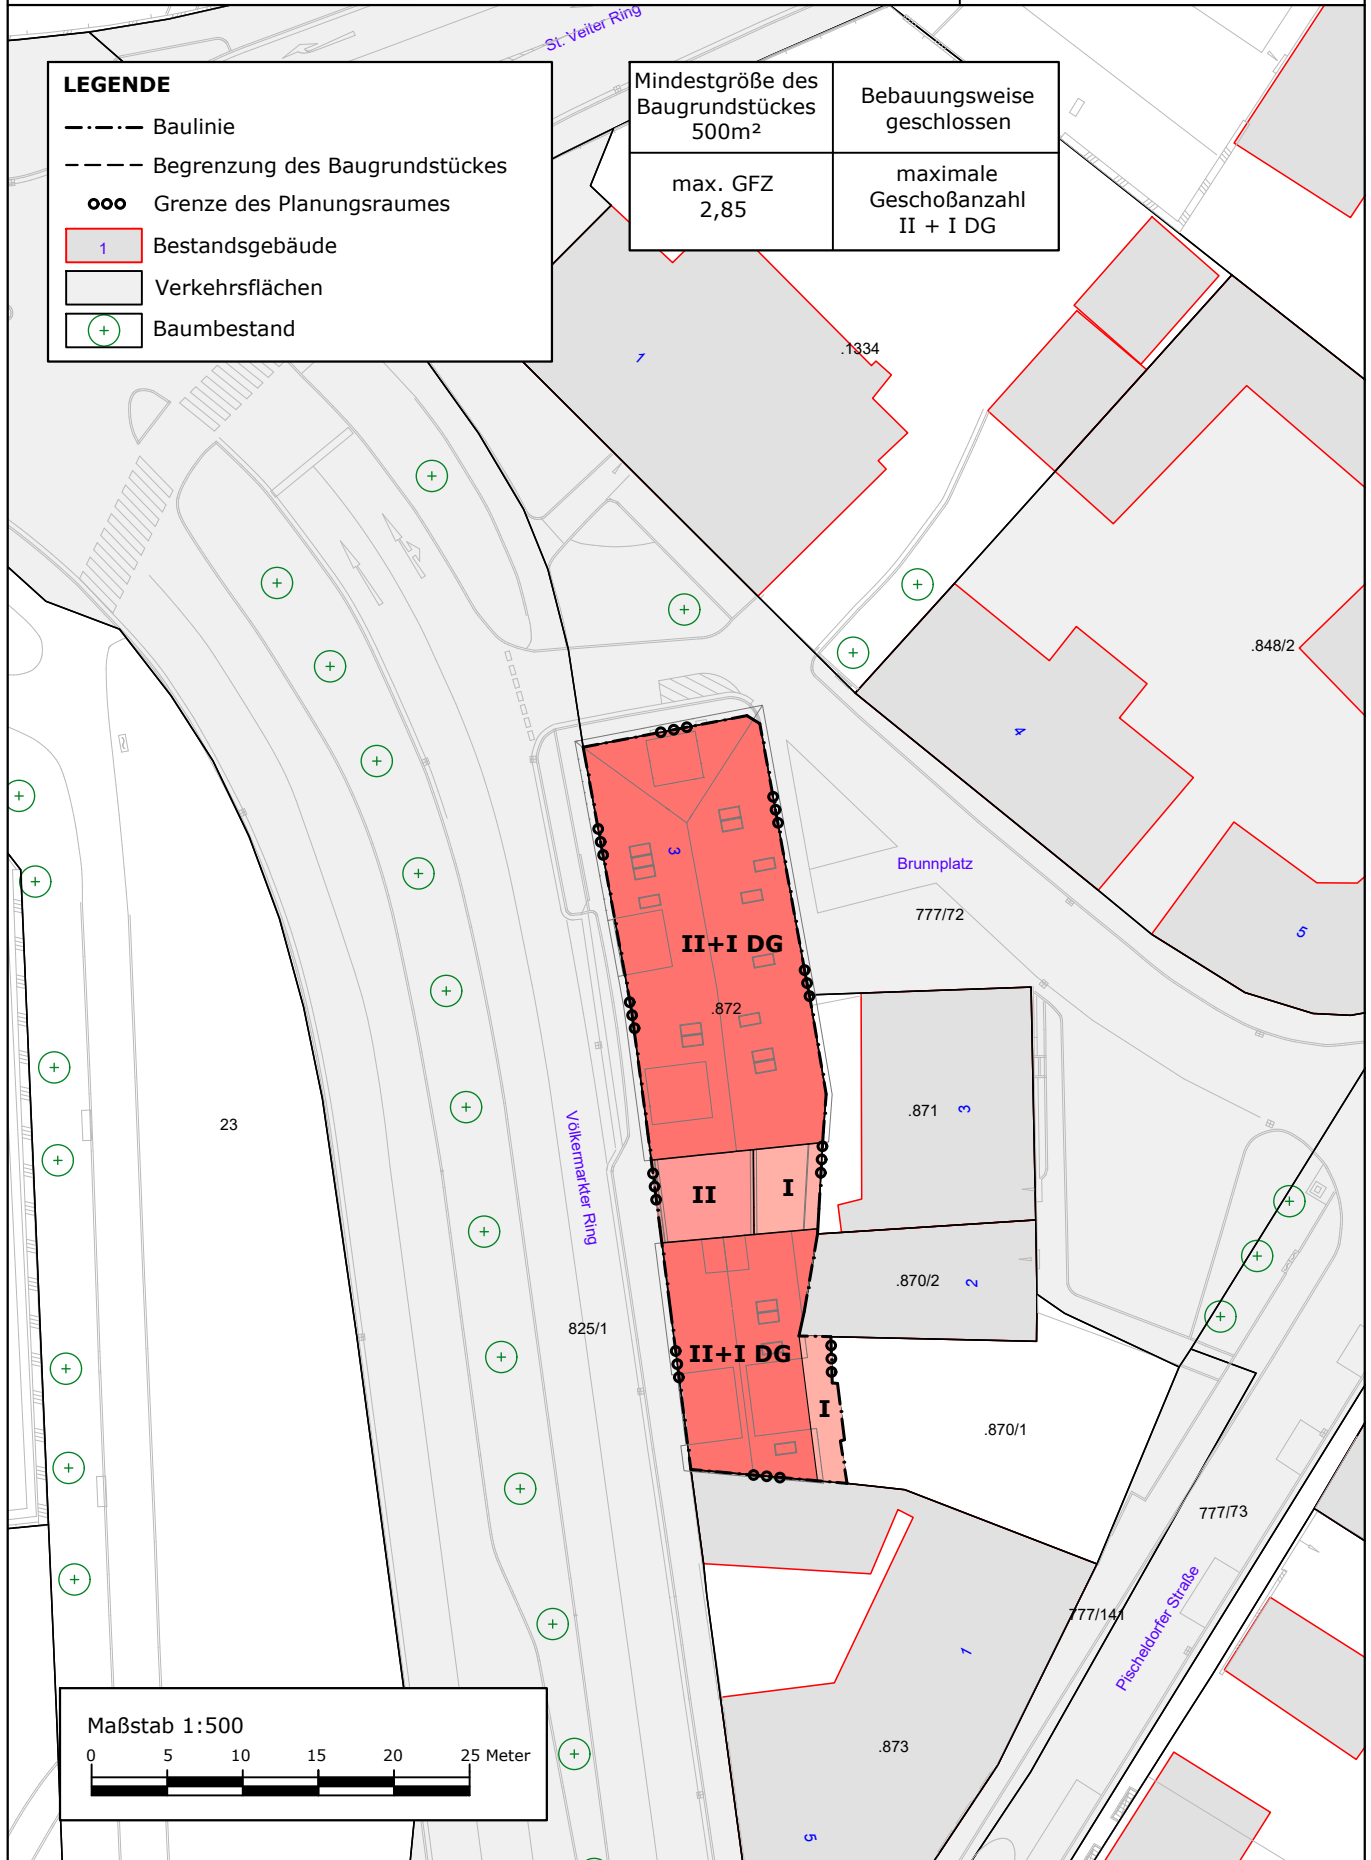 St. Veiter Ring
LEGENDE
Baulinie
Begrenzung des Baugrundstückes
Grenze des Planungsraumes
1
Bestandsgebäude
Verkehrsflächen
Baumbestand
Mindestgröße des
Baugrundstückes
500m²
Bebauungsweise
geschlossen
max. GFZ
2,85
maximale
Geschoßanzahl
II + I DG
1
.1334
.848/2
4
3
Brunnplatz
777/72
5
II+I DG
.872
23
.871
3
Völkermarkter Ring
II
I
.870/2
2
825/1
II+I DG
I
.870/1
777/73
777/141
Pischeldorfer Straße
1
.873
5
Maßstab 1:500
0 5 10 15 20 25 Meter